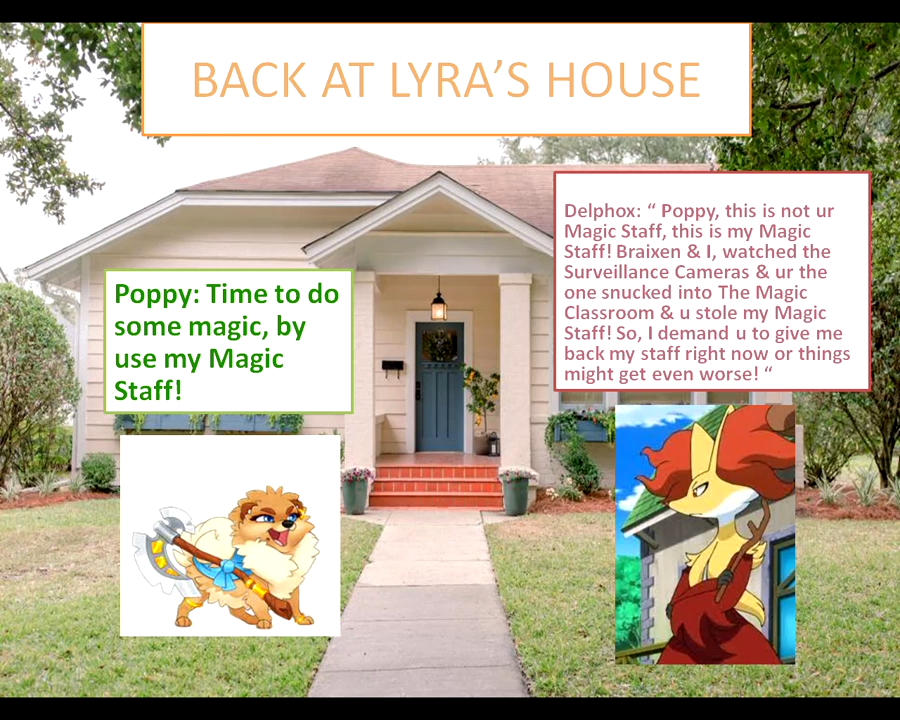 BACK AT LYRA'S HOUSE
Poppy: Time to do
some magic, by
use my Magic
Staff!
Delphox: “ Poppy, this is not ur
Magic Staff, this is my Magic
Staff! Braixen & I, watched the
Surveillance Cameras & ur the
one snucked into The Magic
Classroom & u stole my Magic
Staff! So, I demand u to give me
back my staff right now or things
might get even worse! “